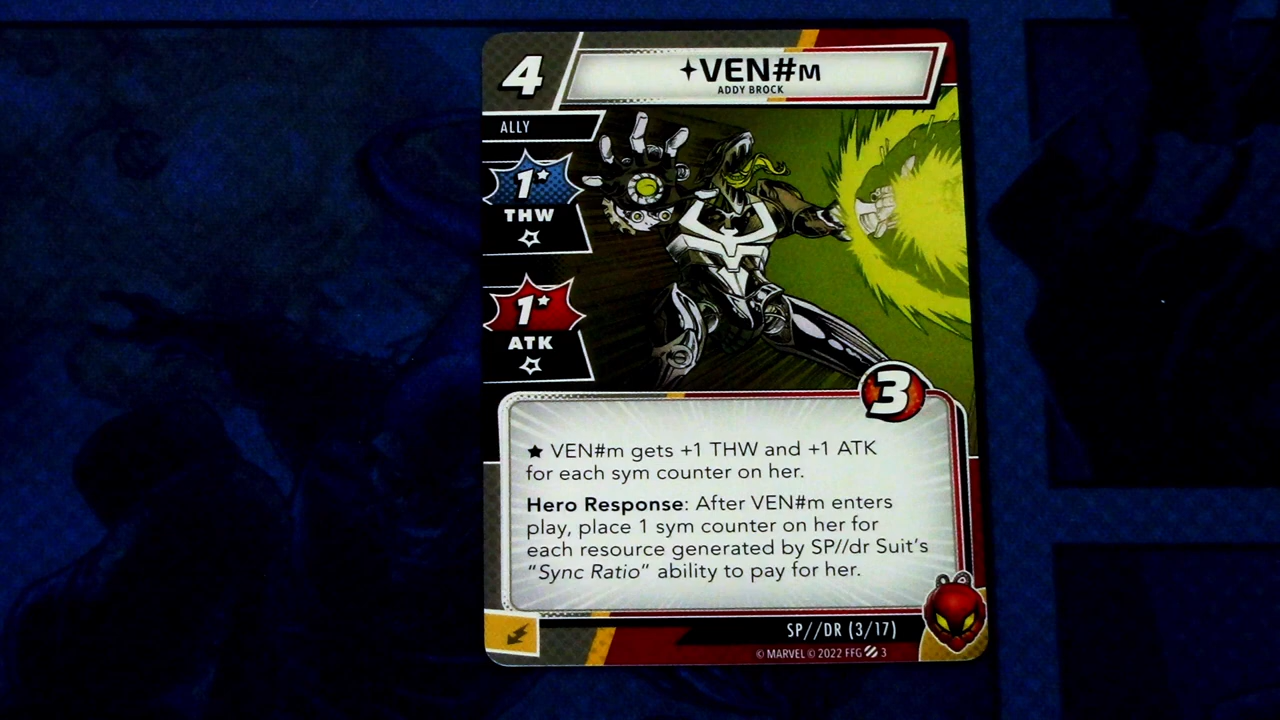 4
VEN#m
ADDY BROCK
ALLY
1
THW
1
ATK
3
VEN#m gets +1 THW and +1 ATK
for each sym counter on her.
Hero Response: After VEN#m enters
play, place 1 sym counter on her for
each resource generated by SP//dr Suit's
"Sync Ratio" ability to pay for her.
SP//DR (3/17)
© MARVEL © 2022 FFG 3